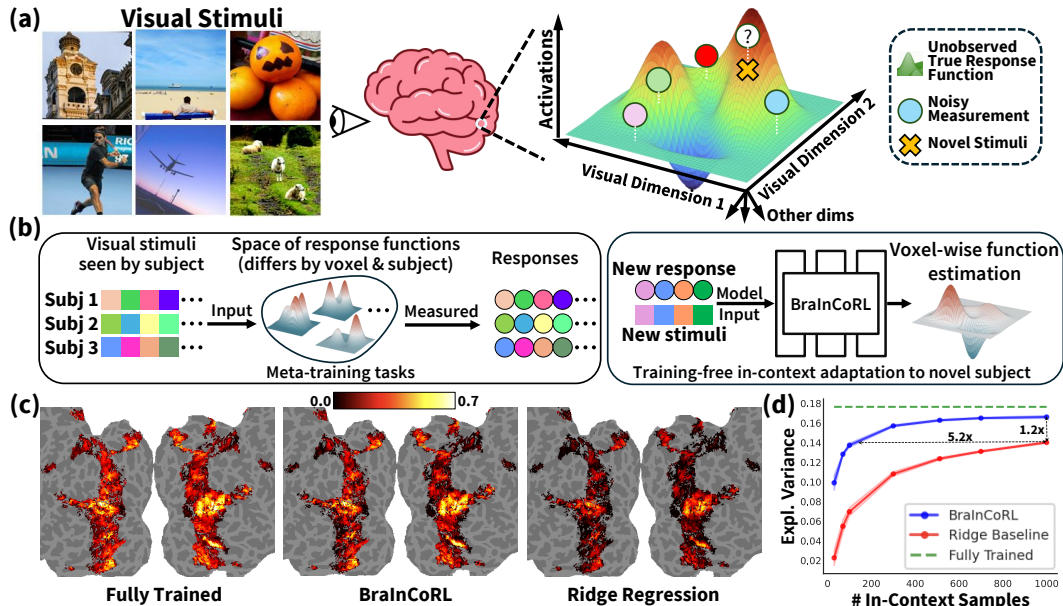 (a)
Visual Stimuli
Activations
?
Visual Dimension 1
Visual Dimension 2
Other dims
Unobserved
True Response
Function
Noisy
Measurement
Novel Stimuli
(b)
Visual stimuli
seen by subject
Space of response functions
(differs by voxel & subject)
Responses
Subj 1
Subj 2
Subj 3
Input
Measured
Meta-training tasks
New response
New stimuli
Model
Input
BraInCoRL
Voxel-wise function
estimation
Training-free in-context adaptation to novel subject
(c)
0.0
0.7
Fully Trained
BraInCoRL
Ridge Regression
(d)
Expl. Variance
0.18
0.16
0.14
0.12
0.10
0.08
0.06
0.04
0.02
1.2x
5.2x
BraInCoRL
Ridge Baseline
Fully Trained
0
200
400
600
800
1000
# In-Context Samples